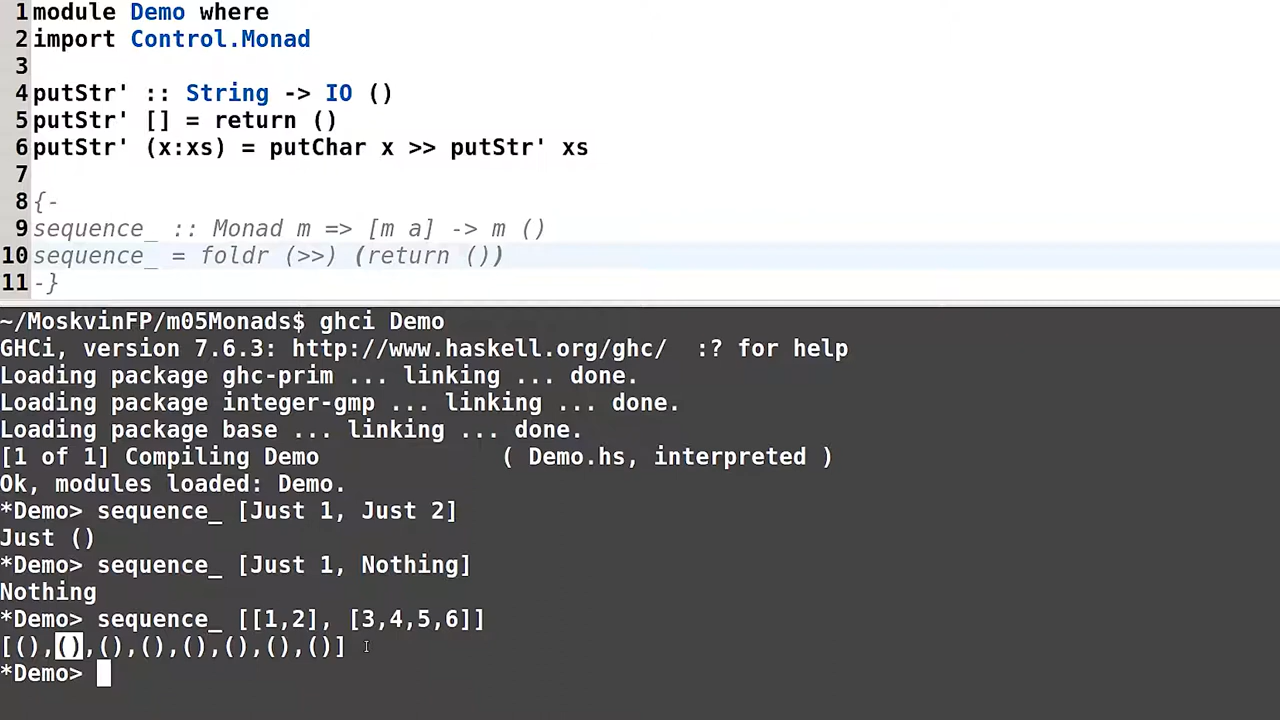 1 module Demo where
2 import Control.Monad
3
4 putStr' :: String -> IO ()
5 putStr' [] = return ()
6 putStr' (x:xs) = putChar x >> putStr' xs
7
8 {-
9 sequence_ :: Monad m => [m a] -> m ()
10 sequence_ = foldr (>>) (return ())
11 -}
~/MoskvinFP/m05Monads$ ghci Demo
GHCi, version 7.6.3: http://www.haskell.org/ghc/  :? for help
Loading package ghc-prim ... linking ... done.
Loading package integer-gmp ... linking ... done.
Loading package base ... linking ... done.
[1 of 1] Compiling Demo             ( Demo.hs, interpreted )
Ok, modules loaded: Demo.
*Demo> sequence_ [Just 1, Just 2]
Just ()
*Demo> sequence_ [Just 1, Nothing]
Nothing
*Demo> sequence_ [[1,2], [3,4,5,6]]
[(),(),(),(),(),(),(),()]
*Demo>